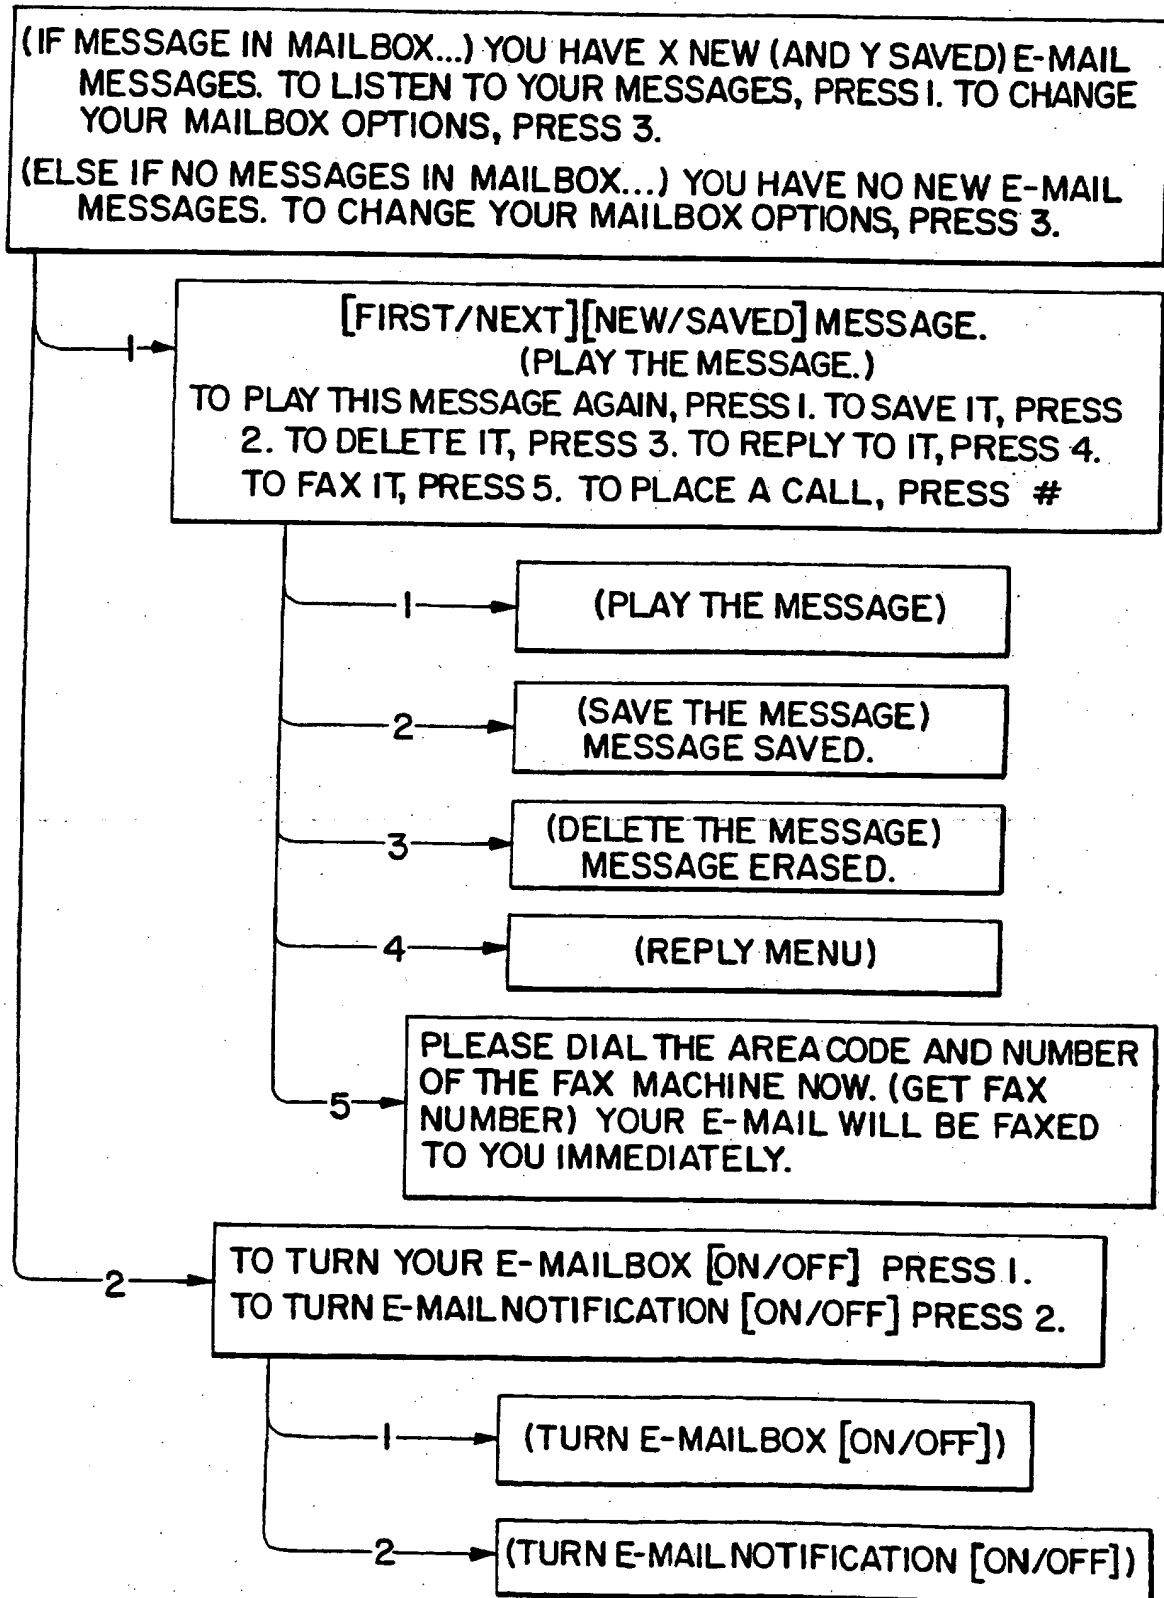 (IF MESSAGE IN MAILBOX...) YOU HAVE X NEW (AND Y SAVED) E-MAIL
MESSAGES. TO LISTEN TO YOUR MESSAGES, PRESS 1. TO CHANGE
YOUR MAILBOX OPTIONS, PRESS 3.
(ELSE IF NO MESSAGES IN MAILBOX...) YOU HAVE NO NEW E-MAIL
MESSAGES. TO CHANGE YOUR MAILBOX OPTIONS, PRESS 3.
1
[FIRST/NEXT][NEW/SAVED] MESSAGE.
(PLAY THE MESSAGE.)
TO PLAY THIS MESSAGE AGAIN, PRESS 1. TO SAVE IT, PRESS
2. TO DELETE IT, PRESS 3. TO REPLY TO IT, PRESS 4.
TO FAX IT, PRESS 5. TO PLACE A CALL, PRESS #
1
(PLAY THE MESSAGE)
2
(SAVE THE MESSAGE)
MESSAGE SAVED.
3
(DELETE THE MESSAGE)
MESSAGE ERASED.
4
(REPLY MENU)
5
PLEASE DIAL THE AREA CODE AND NUMBER
OF THE FAX MACHINE NOW. (GET FAX
NUMBER) YOUR E-MAIL WILL BE FAXED
TO YOU IMMEDIATELY.
2
TO TURN YOUR E-MAILBOX [ON/OFF] PRESS 1.
TO TURN E-MAIL NOTIFICATION [ON/OFF] PRESS 2.
1
(TURN E-MAILBOX [ON/OFF])
2
(TURN E-MAIL NOTIFICATION [ON/OFF])